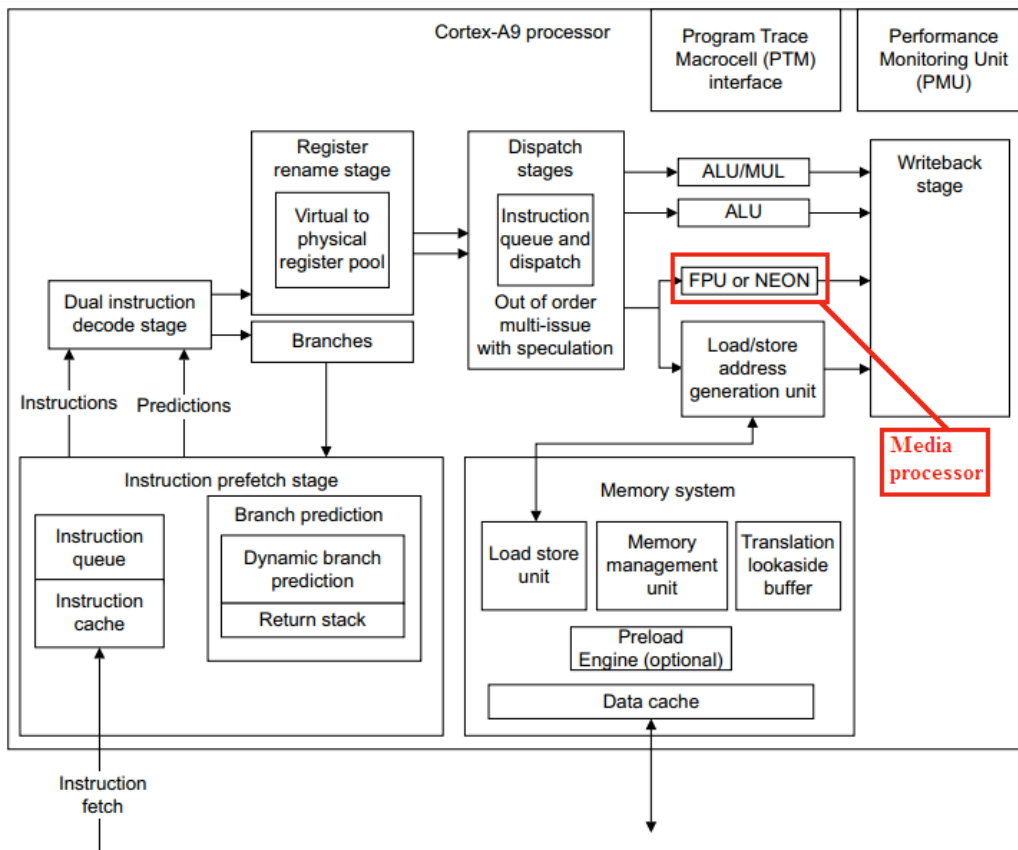 Cortex-A9 processor
Program Trace
Macrocell (PTM)
interface
Performance
Monitoring Unit
(PMU)
Register
rename stage
Virtual to
physical
register pool
Dispatch
stages
Instruction
queue and
dispatch
Out of order
multi-issue
with speculation
ALU/MUL
ALU
FPU or NEON
Load/store
address
generation unit
Writeback
stage
Dual instruction
decode stage
Branches
Instructions
Predictions
Media
processor
Instruction prefetch stage
Instruction
queue
Instruction
cache
Branch prediction
Dynamic branch
prediction
Return stack
Memory system
Load store
unit
Memory
management
unit
Translation
lookaside
buffer
Preload
Engine (optional)
Data cache
Instruction
fetch